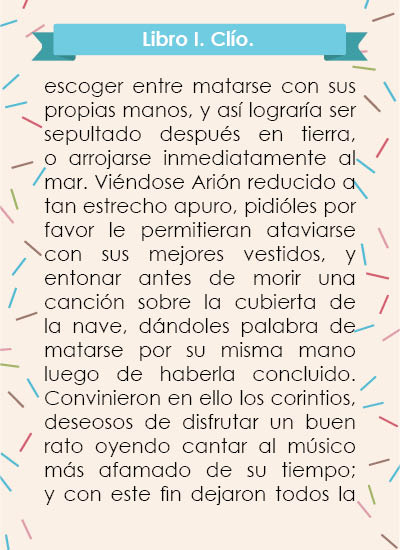 Libro I. Clío.
escoger entre matarse con sus
propias manos, y así lograría ser
sepultado después en tierra,
o arrojarse inmediatamente al
mar. Viéndose Arión reducido a
tan estrecho apuro, pidióles por
favor le permitieran ataviarse
con sus mejores vestidos, y
entonar antes de morir una
canción sobre la cubierta de
la nave, dándoles palabra de
matarse por su misma mano
luego de haberla concluido.
Convinieron en ello los corintios,
deseosos de disfrutar un buen
rato oyendo cantar al músico
más afamado de su tiempo;
y con este fin dejaron todos la